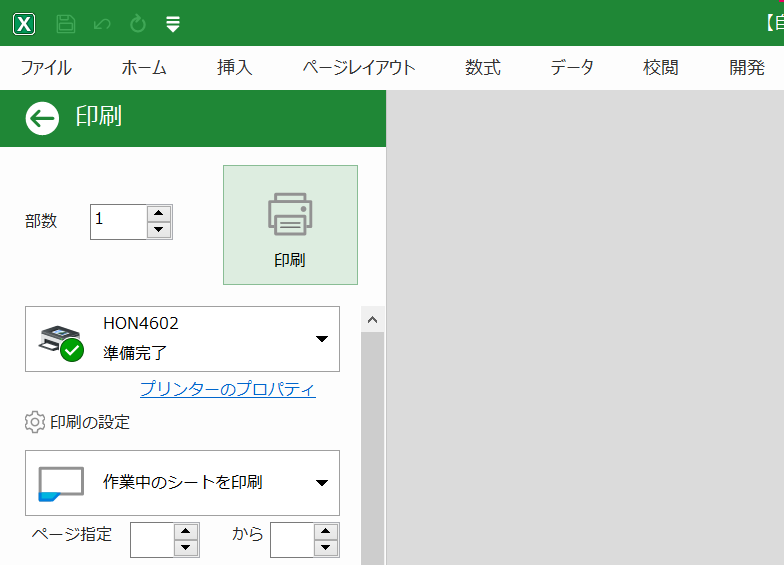 【自
ファイル ホーム 挿入 ページレイアウト 数式 データ 校閲 開発
印刷
部数 1
印刷
HON4602
準備完了
プリンターのプロパティ
印刷の設定
作業中のシートを印刷
ページ指定 から